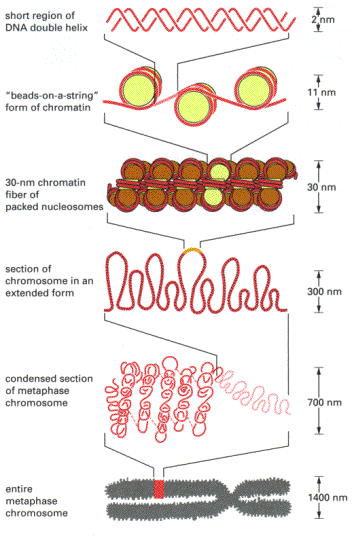 short region of
DNA double helix
2 nm
"beads-on-a-string"
form of chromatin
11 nm
30-nm chromatin
fiber of
packed nucleosomes
30 nm
section of
chromosome in an
extended form
300 nm
condensed section
of metaphase
chromosome
700 nm
entire
metaphase
chromosome
1400 nm